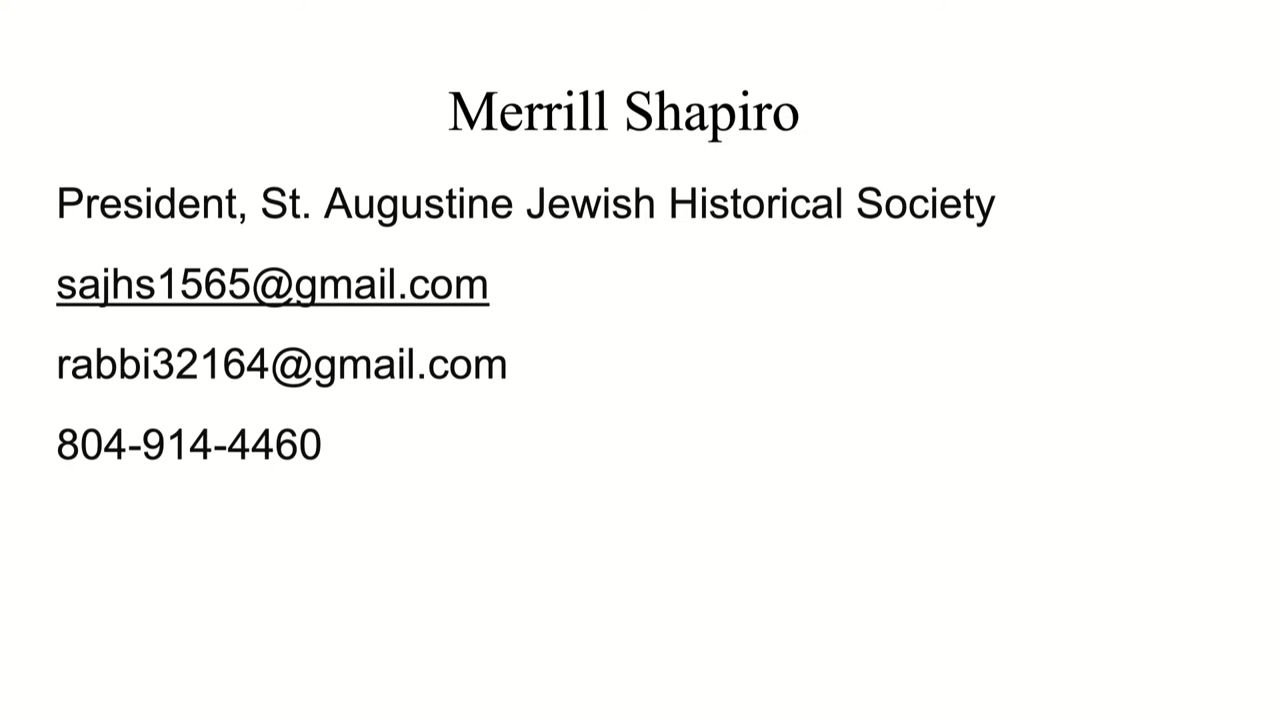 Merrill Shapiro
President, St. Augustine Jewish Historical Society
sajhs1565@gmail.com
rabbi32164@gmail.com
804-914-4460